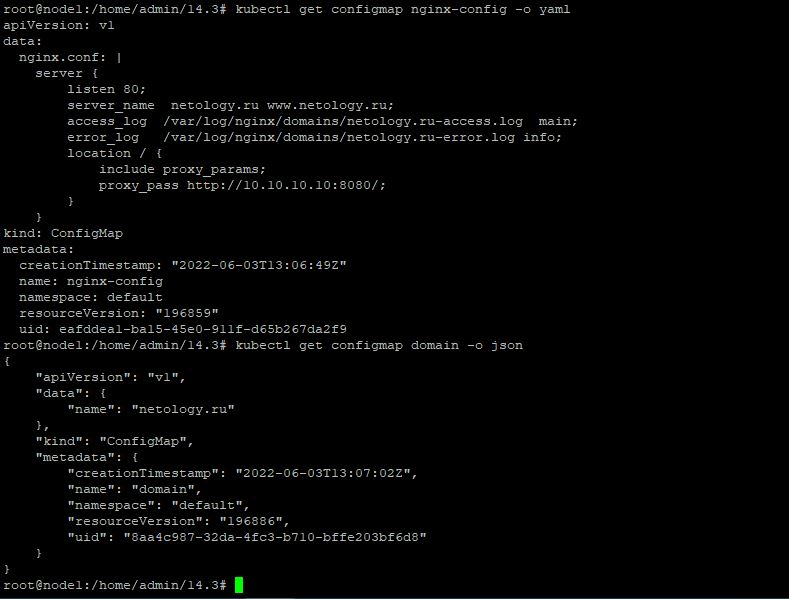 root@node1:/home/admin/14.3# kubectl get configmap nginx-config -o yaml
apiVersion: v1
data:
  nginx.conf: |
    server {
        listen 80;
        server_name  netology.ru www.netology.ru;
        access_log  /var/log/nginx/domains/netology.ru-access.log  main;
        error_log   /var/log/nginx/domains/netology.ru-error.log info;
        location / {
            include proxy_params;
            proxy_pass http://10.10.10.10:8080/;
        }
    }
kind: ConfigMap
metadata:
  creationTimestamp: "2022-06-03T13:06:49Z"
  name: nginx-config
  namespace: default
  resourceVersion: "196859"
  uid: eafddea1-ba15-45e0-911f-d65b267da2f9
root@node1:/home/admin/14.3# kubectl get configmap domain -o json
{
    "apiVersion": "v1",
    "data": {
        "name": "netology.ru"
    },
    "kind": "ConfigMap",
    "metadata": {
        "creationTimestamp": "2022-06-03T13:07:02Z",
        "name": "domain",
        "namespace": "default",
        "resourceVersion": "196886",
        "uid": "8aa4c987-32da-4fc3-b710-bffe203bf6d8"
    }
}
root@node1:/home/admin/14.3#